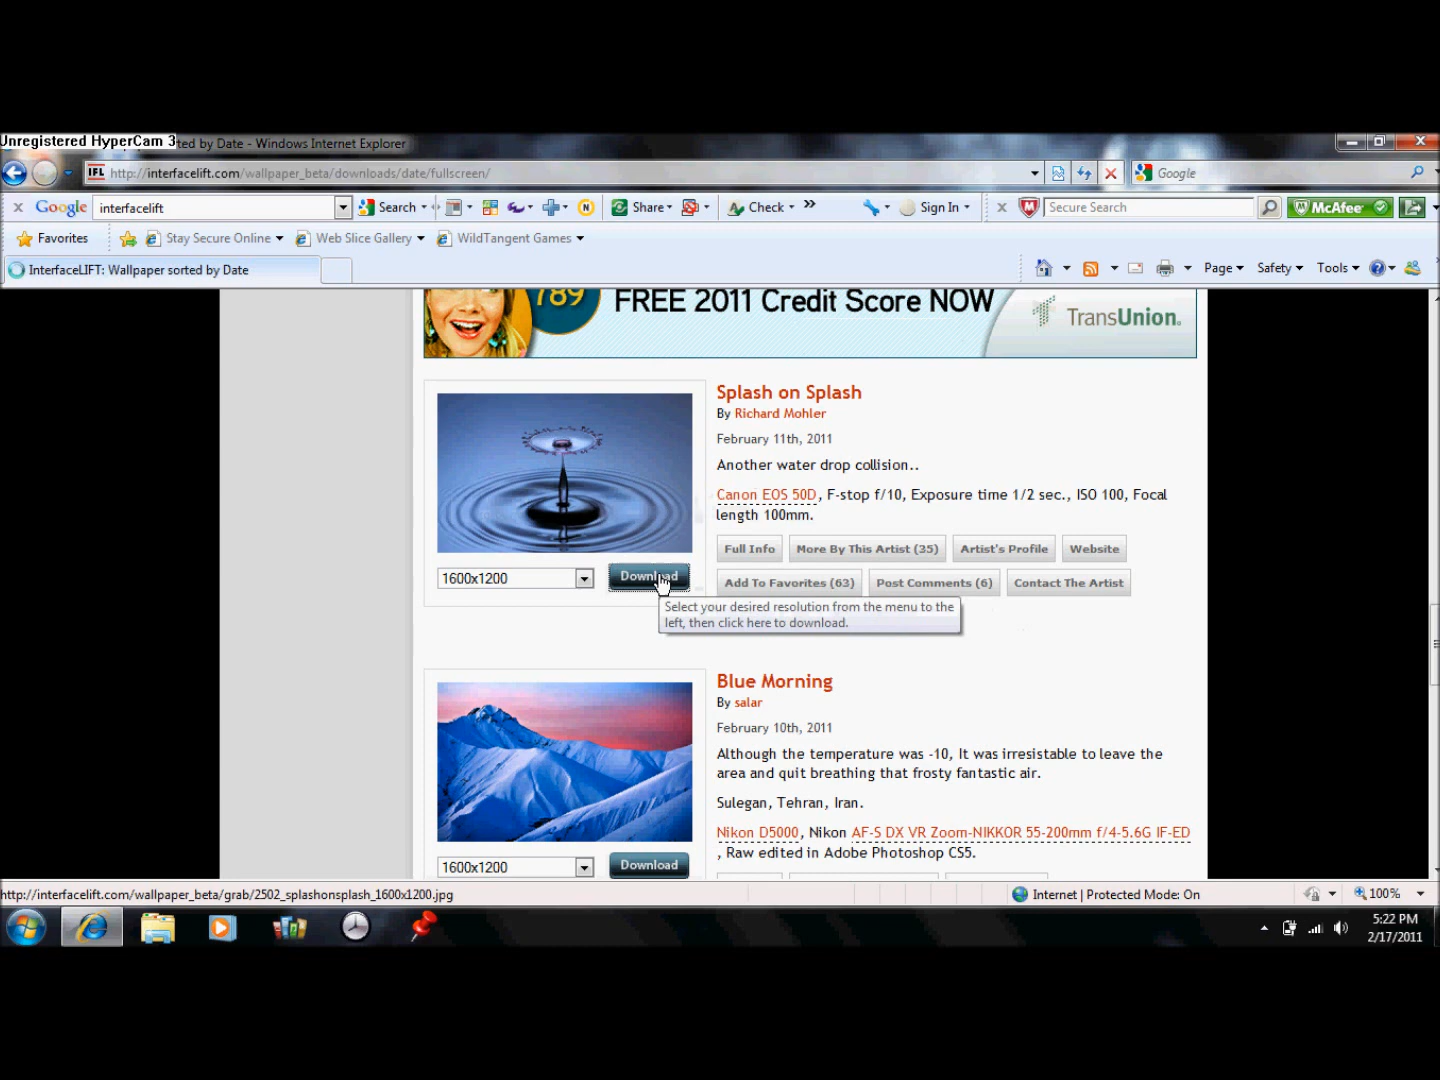 Unregistered HyperCam 3
ted by Date - Windows Internet Explorer
IFL http://interfacelift.com/wallpaper_beta/downloads/date/fullscreen/
Google
x Google interfacelift Search Share Check » Sign In x Secure Search McAfee
Favorites Stay Secure Online Web Slice Gallery WildTangent Games
InterfaceLIFT: Wallpaper sorted by Date
Page Safety Tools
789
FREE 2011 Credit Score NOW
TransUnion.
Splash on Splash
By Richard Mohler
February 11th, 2011
Another water drop collision..
Canon EOS 50D, F-stop f/10, Exposure time 1/2 sec., ISO 100, Focal
length 100mm.
Full Info More By This Artist (35) Artist's Profile Website
1600x1200 Download
Add To Favorites (63) Post Comments (6) Contact The Artist
Select your desired resolution from the menu to the
left, then click here to download.
Blue Morning
By salar
February 10th, 2011
Although the temperature was -10, It was irresistable to leave the
area and quit breathing that frosty fantastic air.
Sulegan, Tehran, Iran.
Nikon D5000, Nikon AF-S DX VR Zoom-NIKKOR 55-200mm f/4-5.6G IF-ED
, Raw edited in Adobe Photoshop CS5.
1600x1200 Download
http://interfacelift.com/wallpaper_beta/grab/2502_splashonsplash_1600x1200.jpg
Internet | Protected Mode: On
100%
5:22 PM
2/17/2011